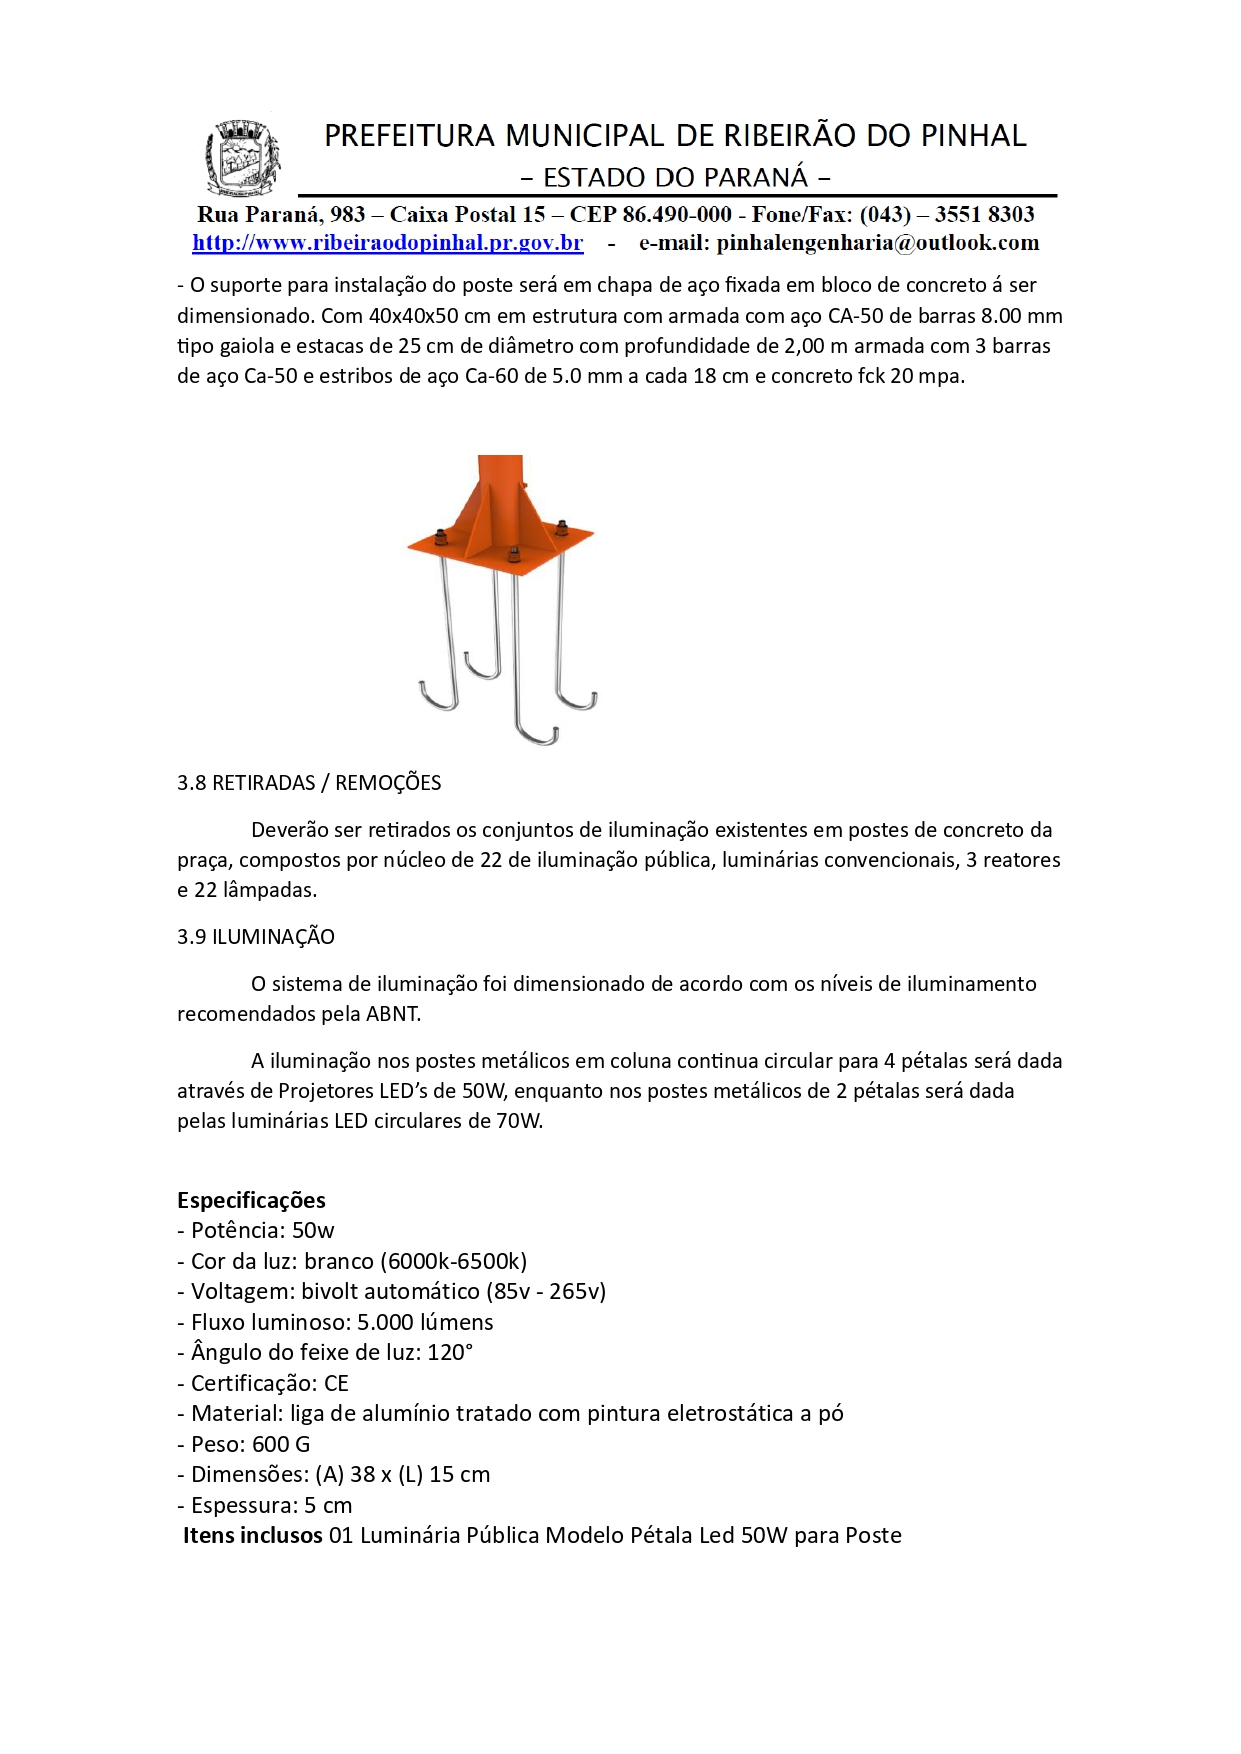 PREFEITURA MUNICIPAL DE RIBEIRÃO DO PINHAL
– ESTADO DO PARANÁ –
Rua Paraná, 983 – Caixa Postal 15 – CEP 86.490-000 - Fone/Fax: (043) – 3551 8303
http://www.ribeiraodopinhal.pr.gov.br - e-mail: pinhalengenharia@outlook.com
- O suporte para instalação do poste será em chapa de aço fixada em bloco de concreto á ser
dimensionado. Com 40x40x50 cm em estrutura com armada com aço CA-50 de barras 8.00 mm
tipo gaiola e estacas de 25 cm de diâmetro com profundidade de 2,00 m armada com 3 barras
de aço Ca-50 e estribos de aço Ca-60 de 5.0 mm a cada 18 cm e concreto fck 20 mpa.
3.8 RETIRADAS / REMOÇÕES
Deverão ser retirados os conjuntos de iluminação existentes em postes de concreto da
praça, compostos por núcleo de 22 de iluminação pública, luminárias convencionais, 3 reatores
e 22 lâmpadas.
3.9 ILUMINAÇÃO
O sistema de iluminação foi dimensionado de acordo com os níveis de iluminamento
recomendados pela ABNT.
A iluminação nos postes metálicos em coluna continua circular para 4 pétalas será dada
através de Projetores LED’s de 50W, enquanto nos postes metálicos de 2 pétalas será dada
pelas luminárias LED circulares de 70W.
Especificações
- Potência: 50w
- Cor da luz: branco (6000k-6500k)
- Voltagem: bivolt automático (85v - 265v)
- Fluxo luminoso: 5.000 lúmens
- Ângulo do feixe de luz: 120°
- Certificação: CE
- Material: liga de alumínio tratado com pintura eletrostática a pó
- Peso: 600 G
- Dimensões: (A) 38 x (L) 15 cm
- Espessura: 5 cm
Itens inclusos 01 Luminária Pública Modelo Pétala Led 50W para Poste